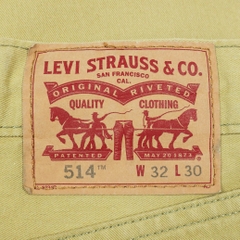 LEVI STRAUSS & CO.
SAN FRANCISCO
CAL.
ORIGINAL RIVETED
QUALITY CLOTHING
PATENTED MAY 20 1873
514™ W 32 L 30